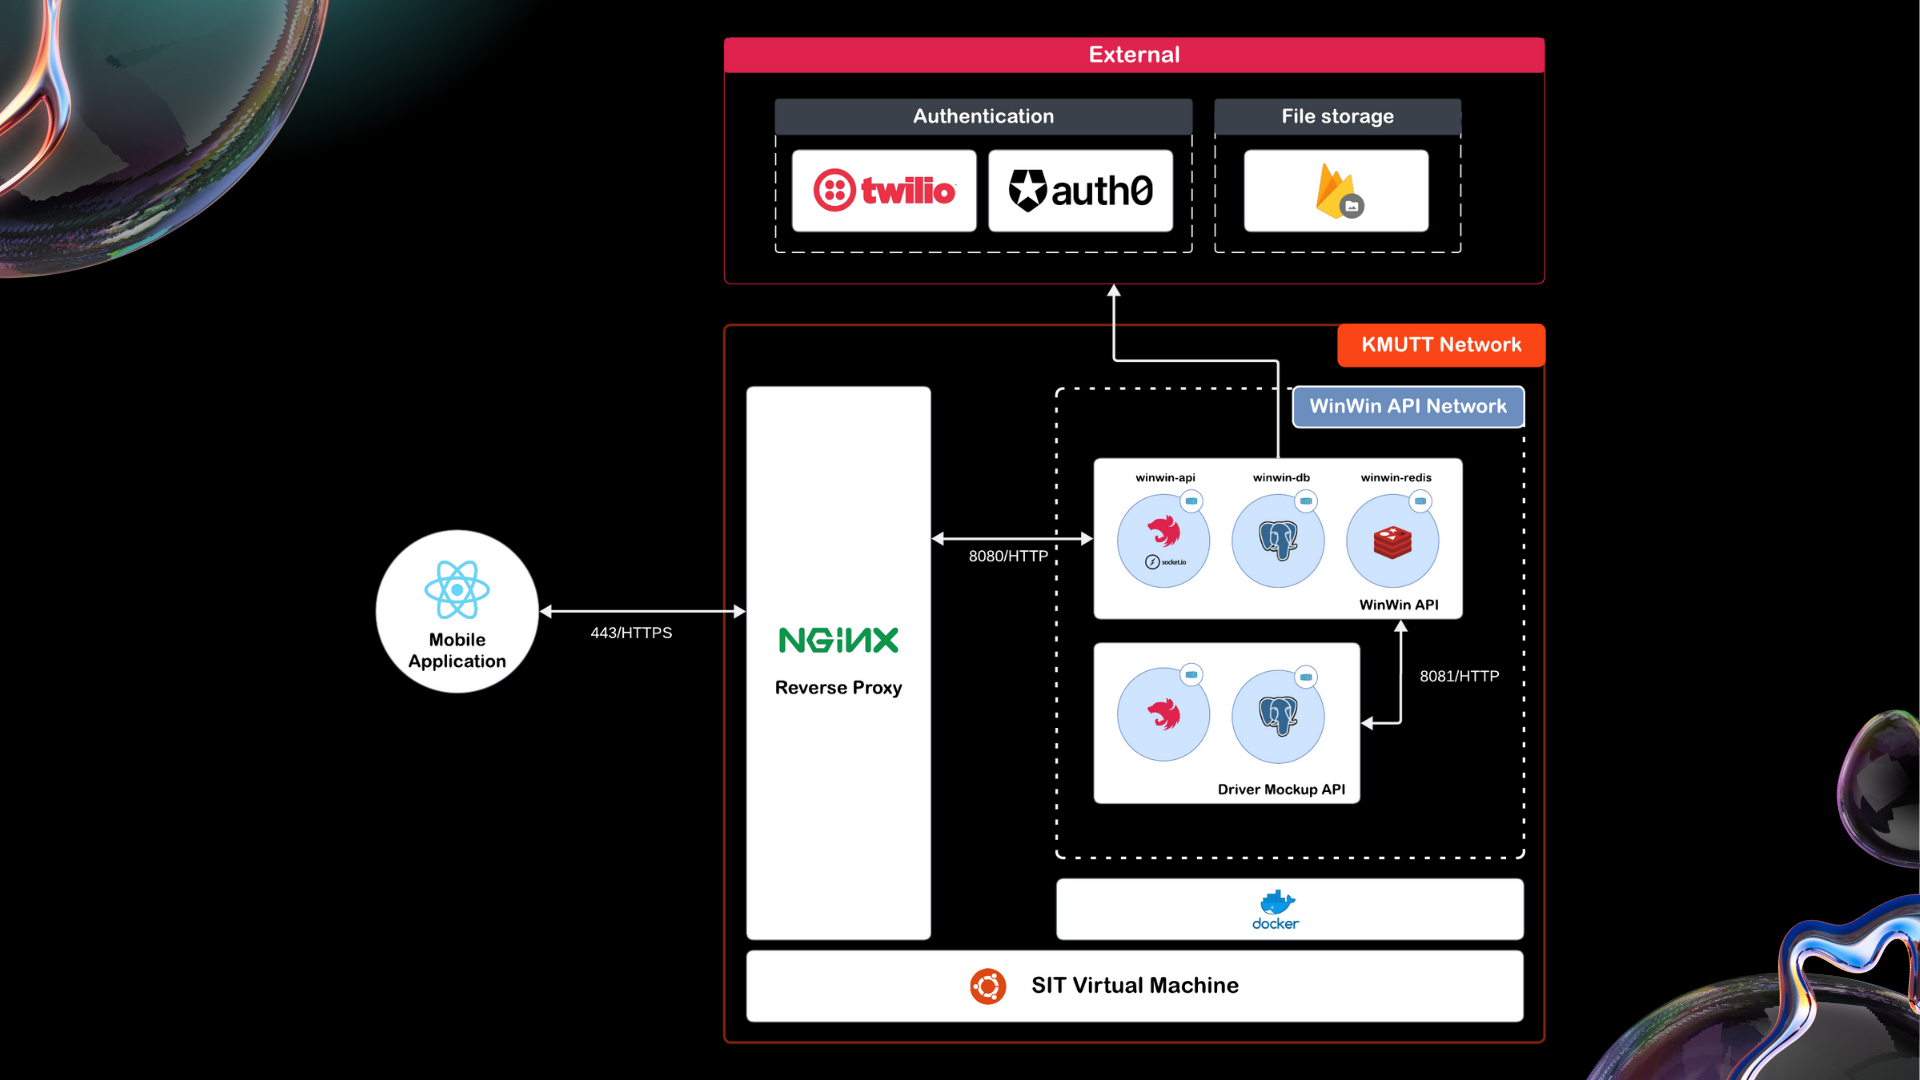 External
Authentication
File storage
twilio
auth0
KMUTT Network
WinWin API Network
winwin-api
winwin-db
winwin-redis
socket.io
WinWin API
8080/HTTP
Mobile
Application
443/HTTPS
NGINX
Reverse Proxy
8081/HTTP
Driver Mockup API
docker
SIT Virtual Machine